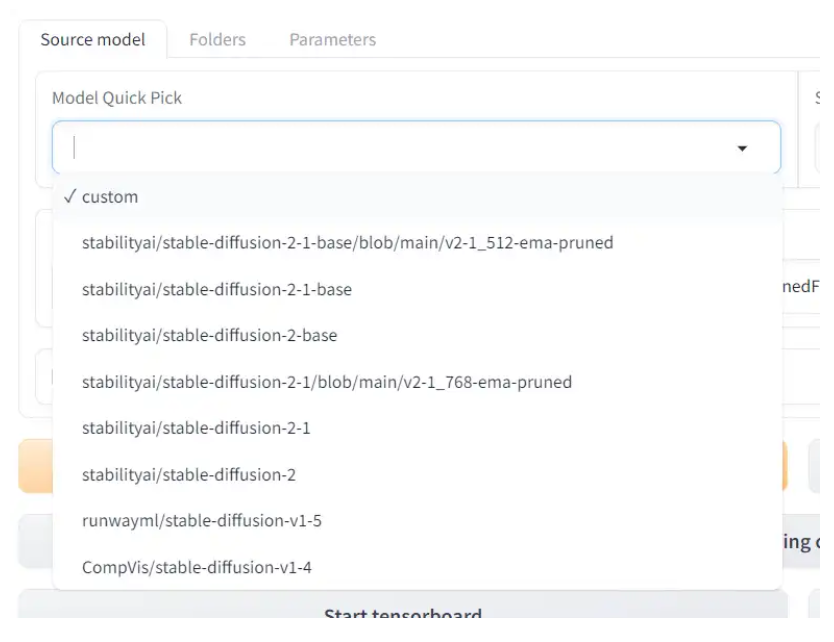 Source model Folders Parameters
Model Quick Pick
✓ custom
stabilityai/stable-diffusion-2-1-base/blob/main/v2-1_512-ema-pruned
stabilityai/stable-diffusion-2-1-base
nedF
stabilityai/stable-diffusion-2-base
stabilityai/stable-diffusion-2-1/blob/main/v2-1_768-ema-pruned
stabilityai/stable-diffusion-2-1
stabilityai/stable-diffusion-2
runwayml/stable-diffusion-v1-5
ing
CompVis/stable-diffusion-v1-4
Start tensorboard